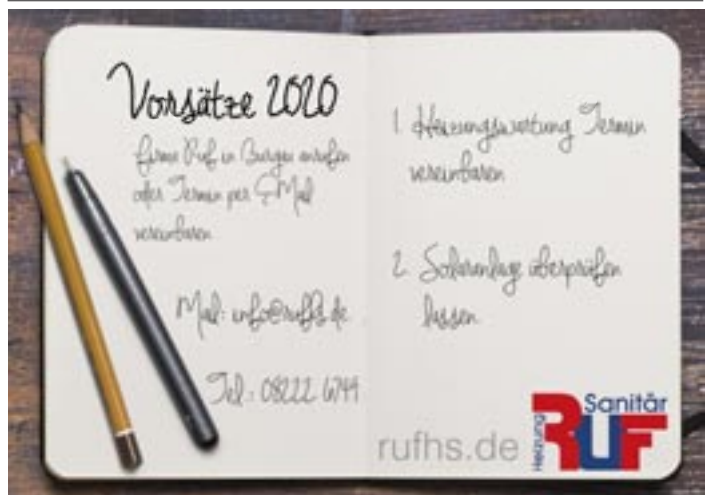 Vorsätze 2020
Firma Ruf in Burgau anrufen
oder Termin per E-Mail
vereinbaren
Mail: info@rufhs.de
Tel.: 08222 6744
1. Heizungswartung Termin
vereinbaren
2. Solaranlage überprüfen
lassen
rufhs.de
Heizung
RUF
Sanitär